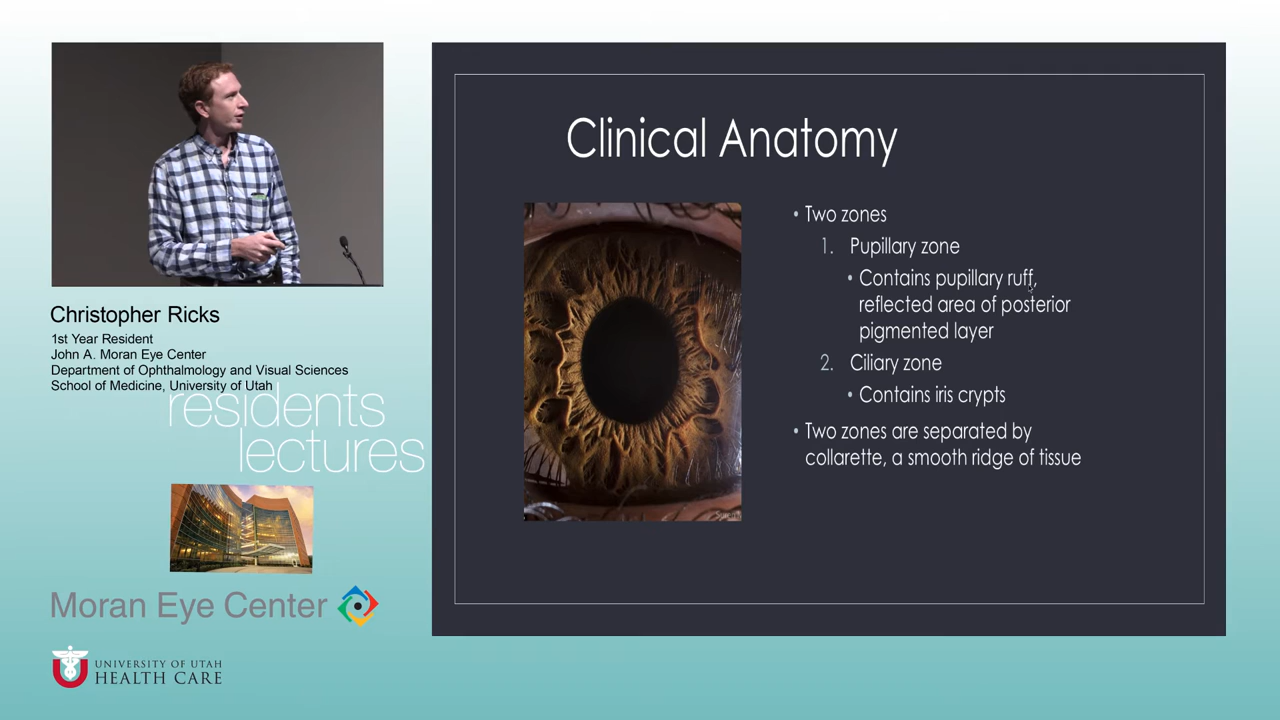 Christopher Ricks
1st Year Resident
John A. Moran Eye Center
Department of Ophthalmology and Visual Sciences
School of Medicine, University of Utah
residents
lectures
Moran Eye Center
UNIVERSITY OF UTAH
HEALTH CARE
Clinical Anatomy
• Two zones
1. Pupillary zone
• Contains pupillary ruff,
reflected area of posterior
pigmented layer
2. Ciliary zone
• Contains iris crypts
• Two zones are separated by
collarette, a smooth ridge of tissue